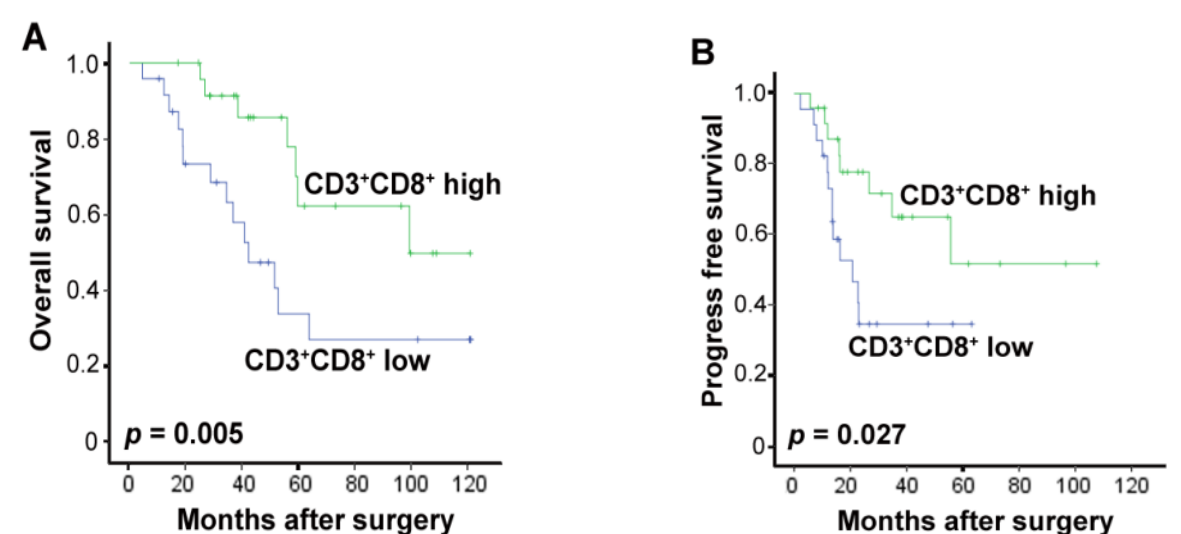 A
Overall survival
1.0
0.8
0.6
0.4
0.2
0
CD3⁺CD8⁺ high
CD3⁺CD8⁺ low
p = 0.005
0 20 40 60 80 100 120
Months after surgery
B
Progress free survival
1.0
0.8
0.6
0.4
0.2
0
CD3⁺CD8⁺ high
CD3⁺CD8⁺ low
p = 0.027
0 20 40 60 80 100 120
Months after surgery